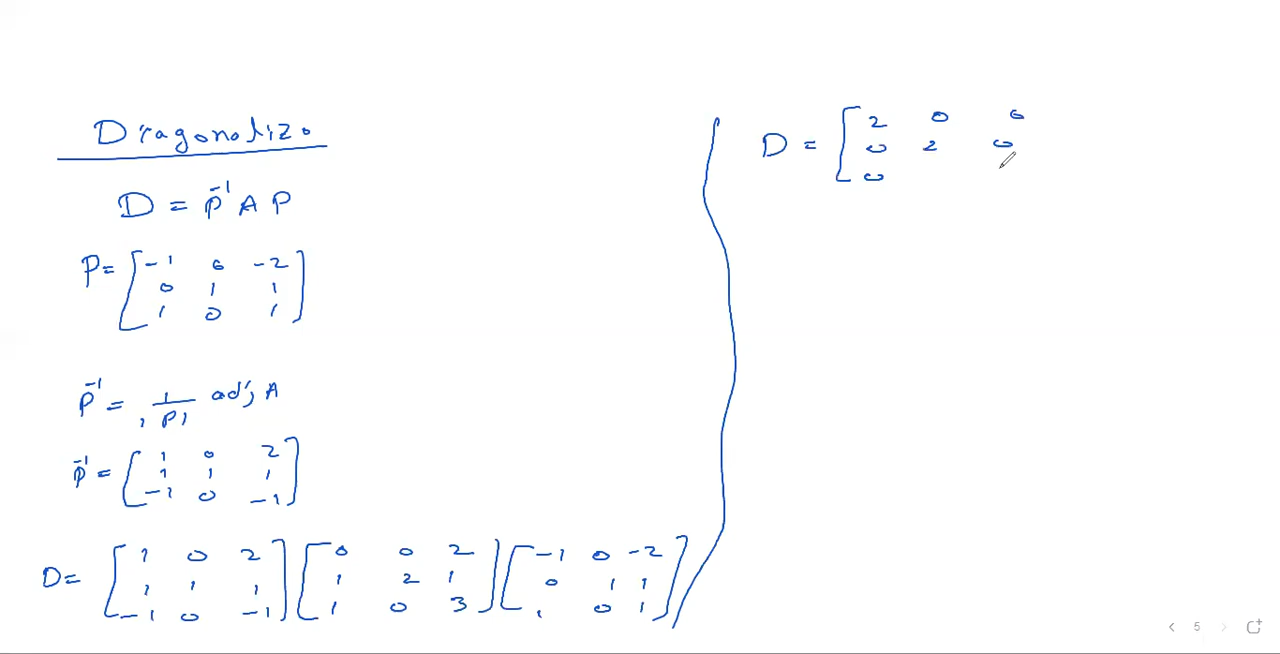 Diagonalize
D = P⁻¹ A P
P = [ -1 0 -2
0 1 1
1 0 1 ]
P⁻¹ = 1/|P| adj A
P⁻¹ = [ 1 0 2
1 1 1
-1 0 -1 ]
D = [ 1 0 2 ] [ 0 0 2 ] [ -1 0 -2 ]
[ 1 1 1 ] [ 1 2 1 ] [ 0 1 1 ]
[ -1 0 -1 ] [ 1 0 3 ] [ 1 0 1 ]
D = [ 2 0 0
0 2 0
0
5